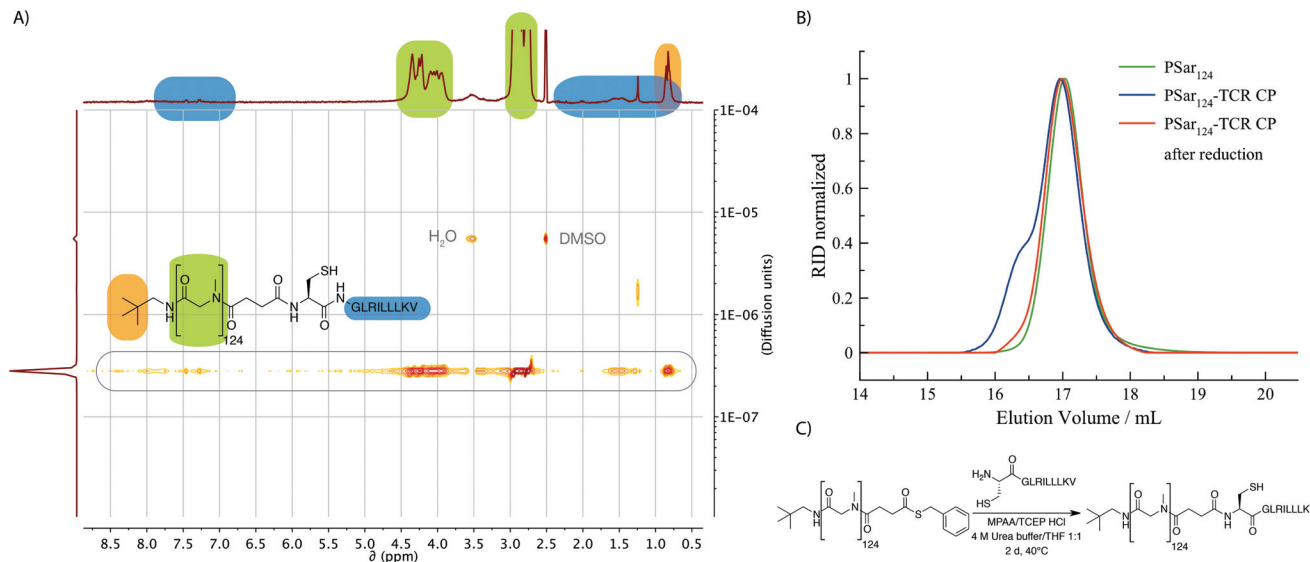 A)
1E-04
1E-05
1E-06
1E-07
(Diffusion units)
H2O
DMSO
O
N
SH
H
N
HN
GLRILLLKV
N
H
O
O
O
124
8.5 8.0 7.5 7.0 6.5 6.0 5.5 5.0 4.5 4.0 3.5 3.0 2.5 2.0 1.5 1.0 0.5
∂ (ppm)
B)
PSar124
PSar124-TCR CP
PSar124-TCR CP
after reduction
RID normalized
1
0.8
0.6
0.4
0.2
0
14 15 16 17 18 19 20
Elution Volume / mL
C)
O
H2N
GLRILLLKV
HS
MPAA/TCEP HCl
4 M Urea buffer/THF 1:1
2 d, 40°C
N
H
O
N
O
O
S
124
N
H
O
N
O
O
H
N
SH
O
GLRILLLK
124